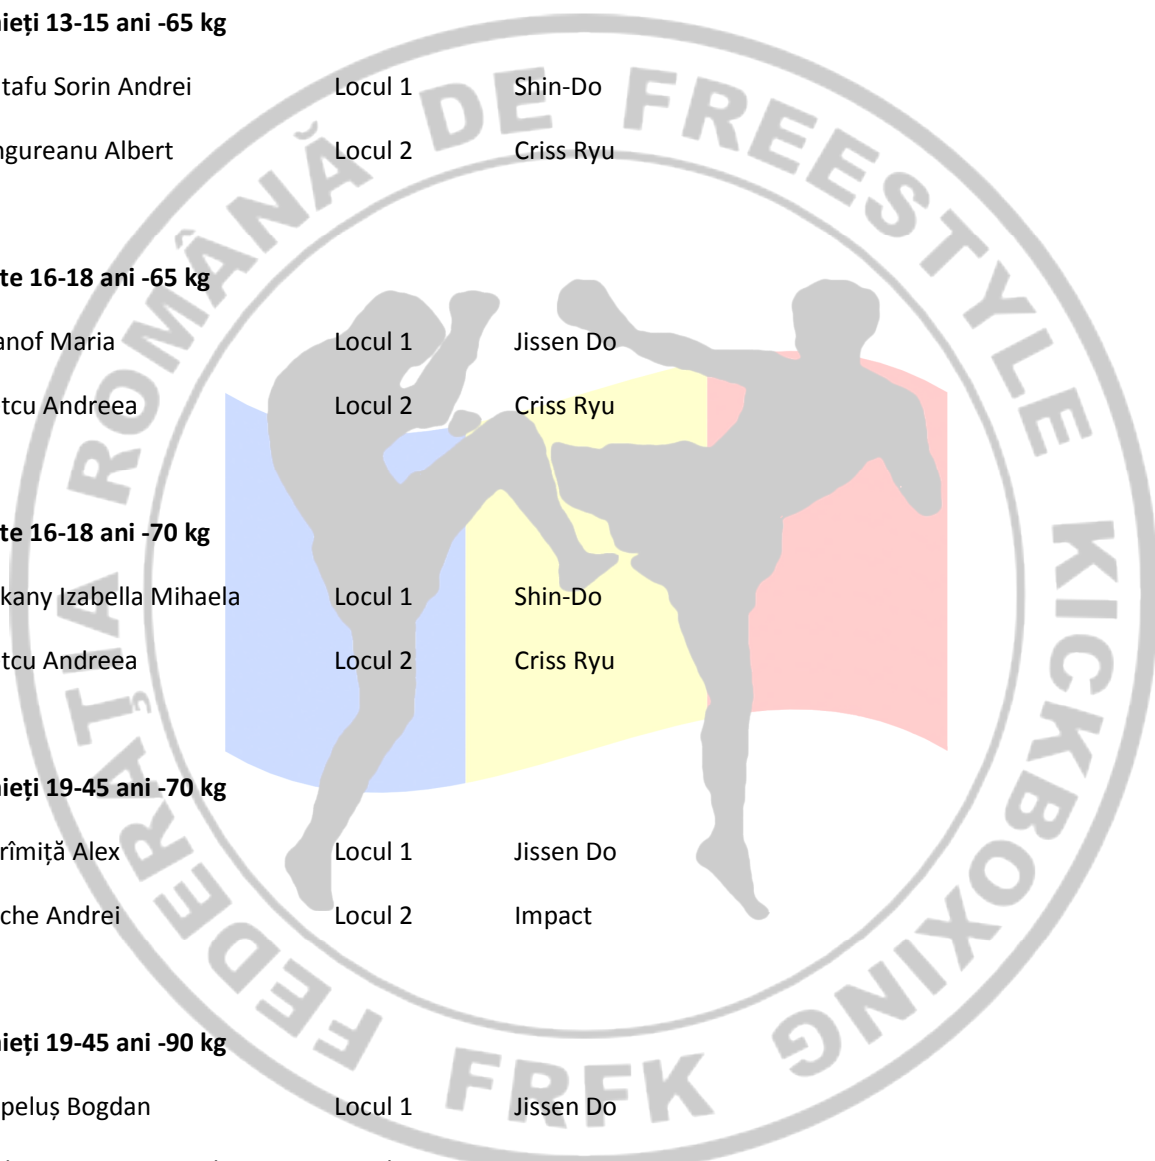 ieți 13-15 ani -65 kg
tafu Sorin Andrei Locul 1 Shin-Do
ngureanu Albert Locul 2 Criss Ryu
te 16-18 ani -65 kg
anof Maria Locul 1 Jissen Do
tcu Andreea Locul 2 Criss Ryu
te 16-18 ani -70 kg
kany Izabella Mihaela Locul 1 Shin-Do
tcu Andreea Locul 2 Criss Ryu
ieți 19-45 ani -70 kg
rîmiță Alex Locul 1 Jissen Do
che Andrei Locul 2 Impact
ieți 19-45 ani -90 kg
peluș Bogdan Locul 1 Jissen Do
FEDERAȚIA ROMÂNĂ DE FREESTYLE KICKBOXING
FRFK